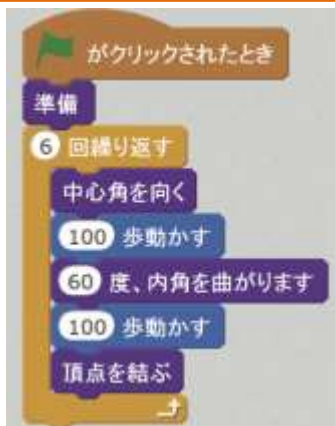 がクリックされたとき
準備
6 回繰り返す
中心角を向く
100 歩動かす
60 度、内角を曲がります
100 歩動かす
頂点を結ぶ